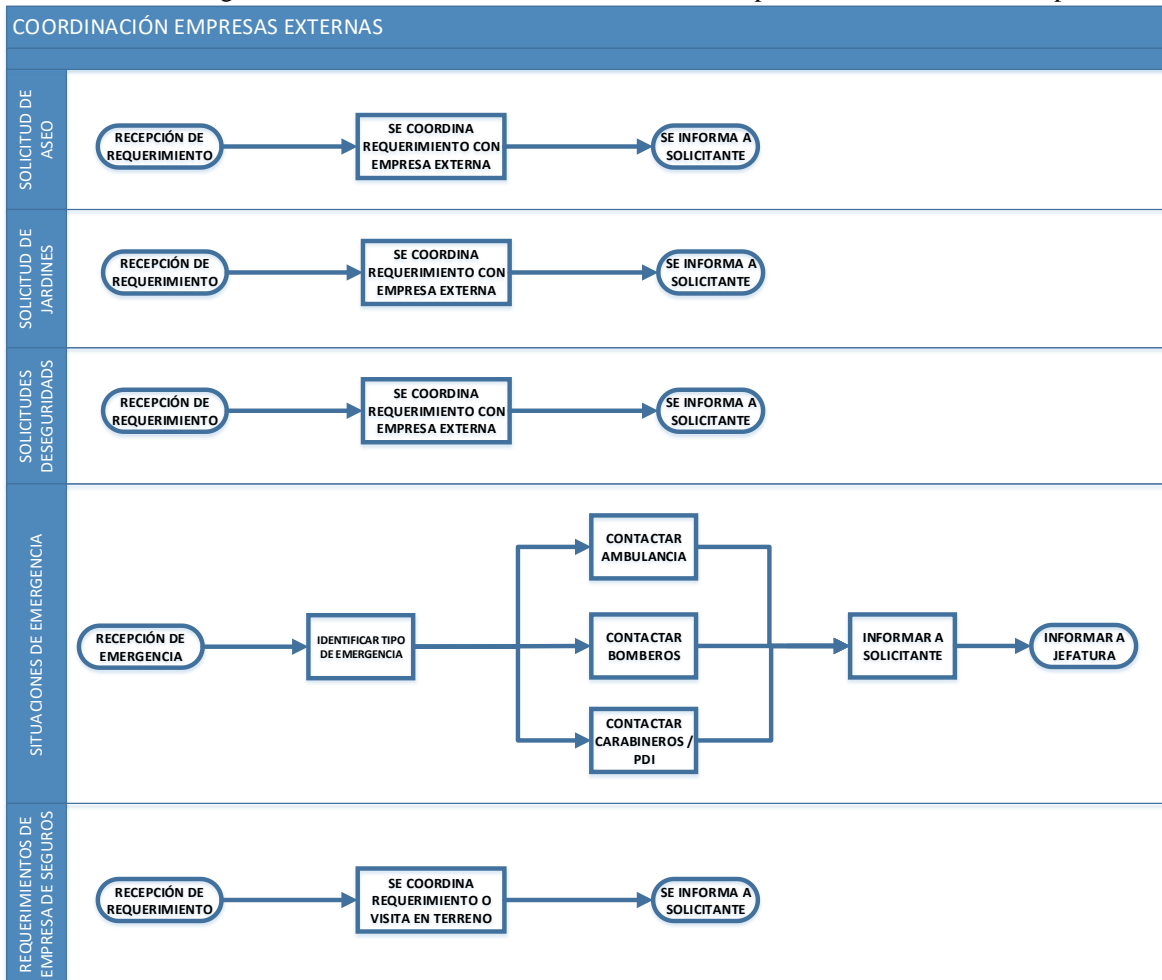 COORDINACIÓN EMPRESAS EXTERNAS
SOLICITUD DE
ASEO
RECEPCIÓN DE
REQUERIMIENTO
SE COORDINA
REQUERIMIENTO CON
EMPRESA EXTERNA
SE INFORMA A
SOLICITANTE
SOLICITUD DE
JARDINES
RECEPCIÓN DE
REQUERIMIENTO
SE COORDINA
REQUERIMIENTO CON
EMPRESA EXTERNA
SE INFORMA A
SOLICITANTE
SOLICITUDES
DESEGURIDADS
RECEPCIÓN DE
REQUERIMIENTO
SE COORDINA
REQUERIMIENTO CON
EMPRESA EXTERNA
SE INFORMA A
SOLICITANTE
SITUACIONES DE EMERGENCIA
RECEPCIÓN DE
EMERGENCIA
IDENTIFICAR TIPO
DE EMERGENCIA
CONTACTAR
AMBULANCIA
CONTACTAR
BOMBEROS
CONTACTAR
CARABINEROS /
PDI
INFORMAR A
SOLICITANTE
INFORMAR A
JEFATURA
REQUERIMIENTOS DE
EMPRESA DE SEGUROS
RECEPCIÓN DE
REQUERIMIENTO
SE COORDINA
REQUERIMIENTO O
VISITA EN TERRENO
SE INFORMA A
SOLICITANTE